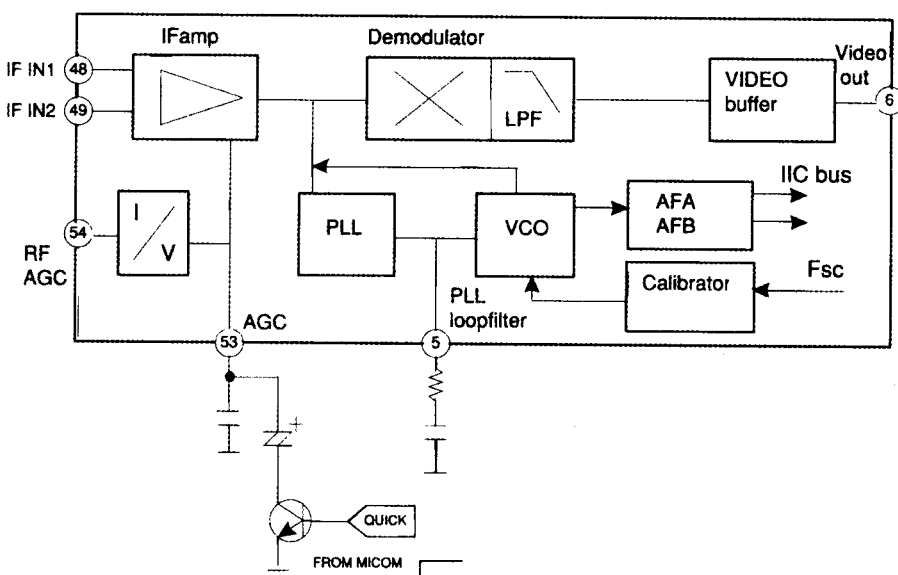 IFamp
Demodulator
Video
out
IF IN1
48
IF IN2
49
LPF
VIDEO
buffer
6
IIC bus
I
V
54
RF
AGC
PLL
VCO
AFA
AFB
Calibrator
Fsc
PLL
loopfilter
AGC
53
5
+
QUICK
FROM MICOM